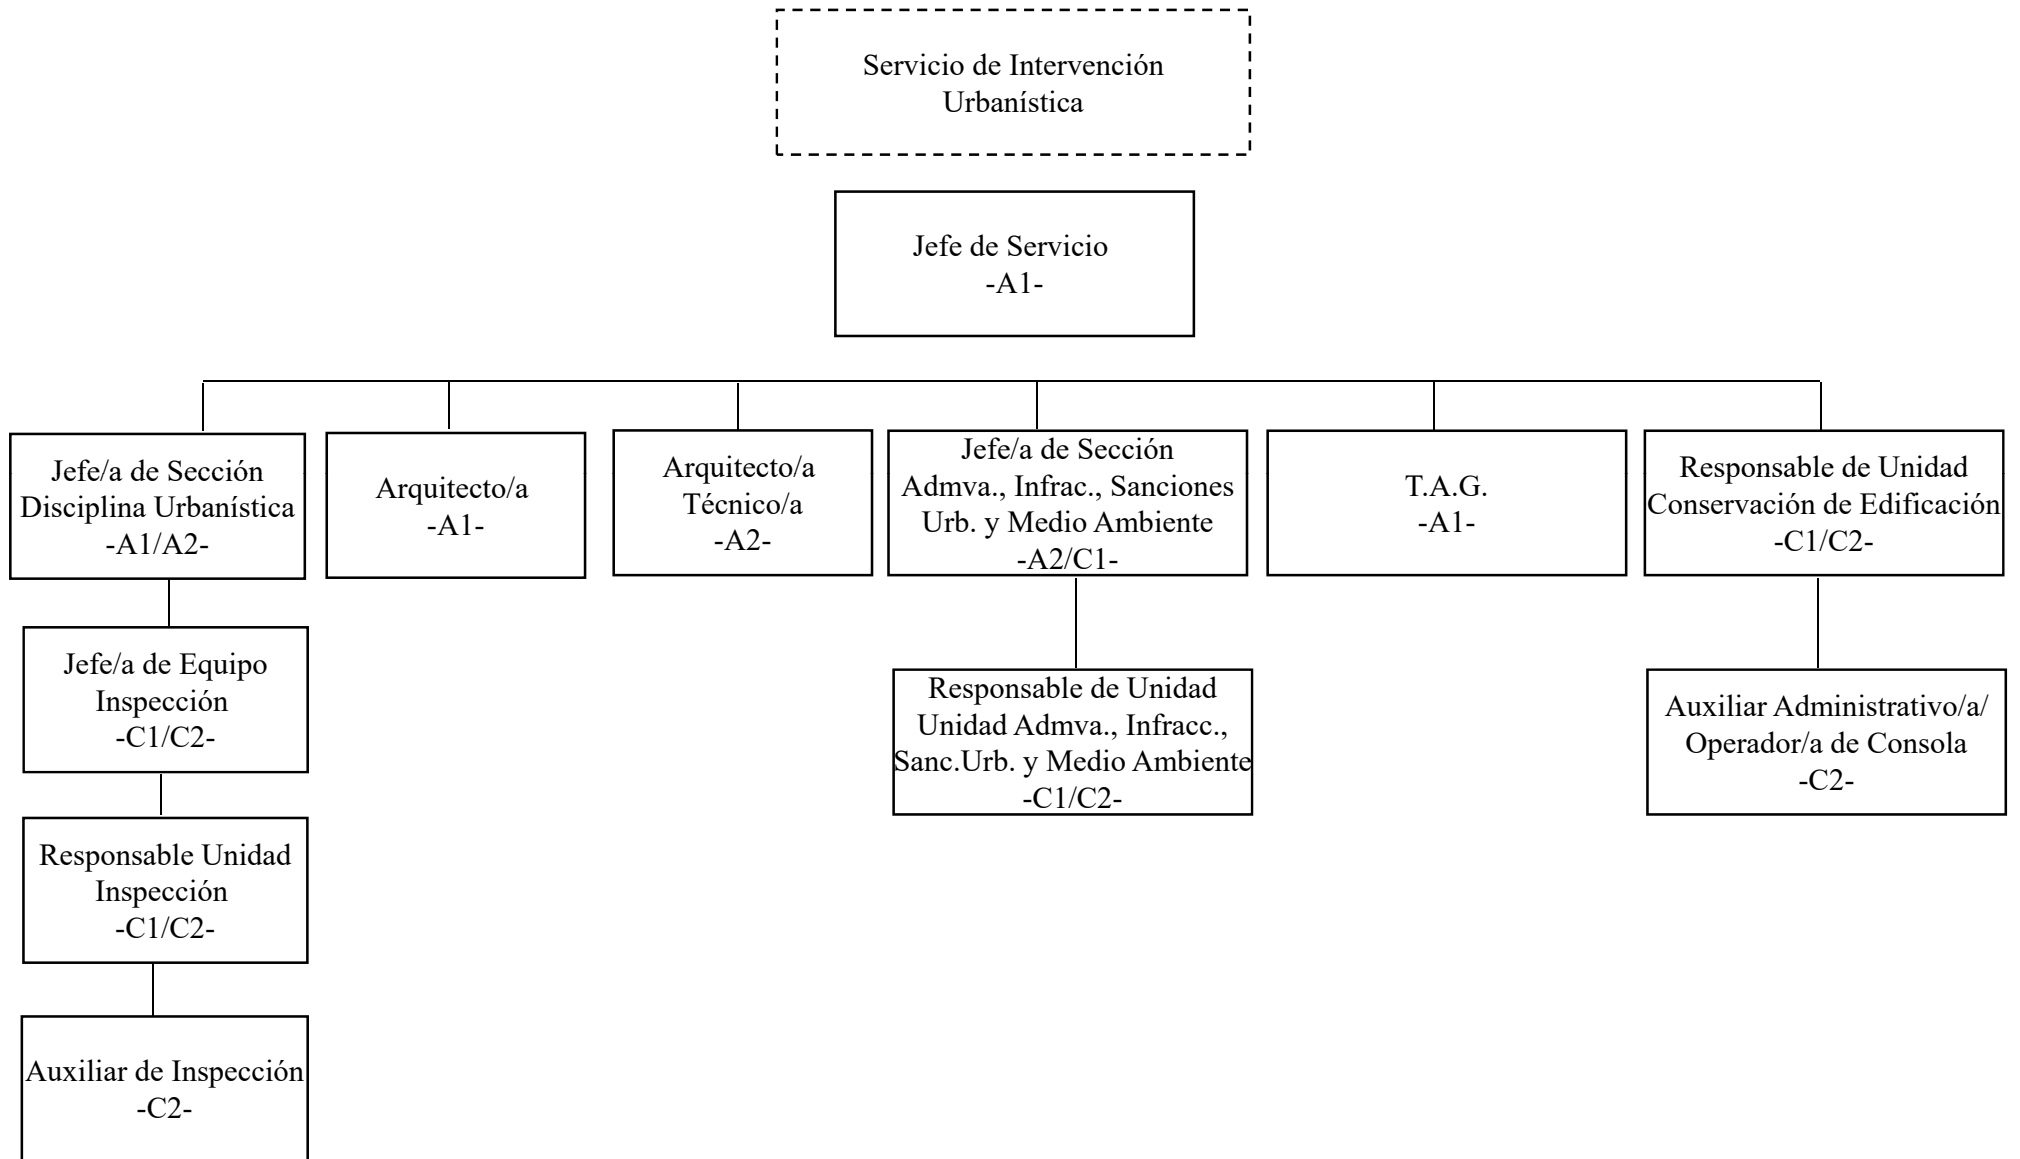 Servicio de Intervención
Urbanística
Jefe de Servicio
-A1-
Jefe/a de Sección
Disciplina Urbanística
-A1/A2-
Arquitecto/a
-A1-
Arquitecto/a
Técnico/a
-A2-
Jefe/a de Sección
Admva., Infrac., Sanciones
Urb. y Medio Ambiente
-A2/C1-
T.A.G.
-A1-
Responsable de Unidad
Conservación de Edificación
-C1/C2-
Jefe/a de Equipo
Inspección
-C1/C2-
Responsable de Unidad
Unidad Admva., Infracc.,
Sanc.Urb. y Medio Ambiente
-C1/C2-
Auxiliar Administrativo/a/
Operador/a de Consola
-C2-
Responsable Unidad
Inspección
-C1/C2-
Auxiliar de Inspección
-C2-